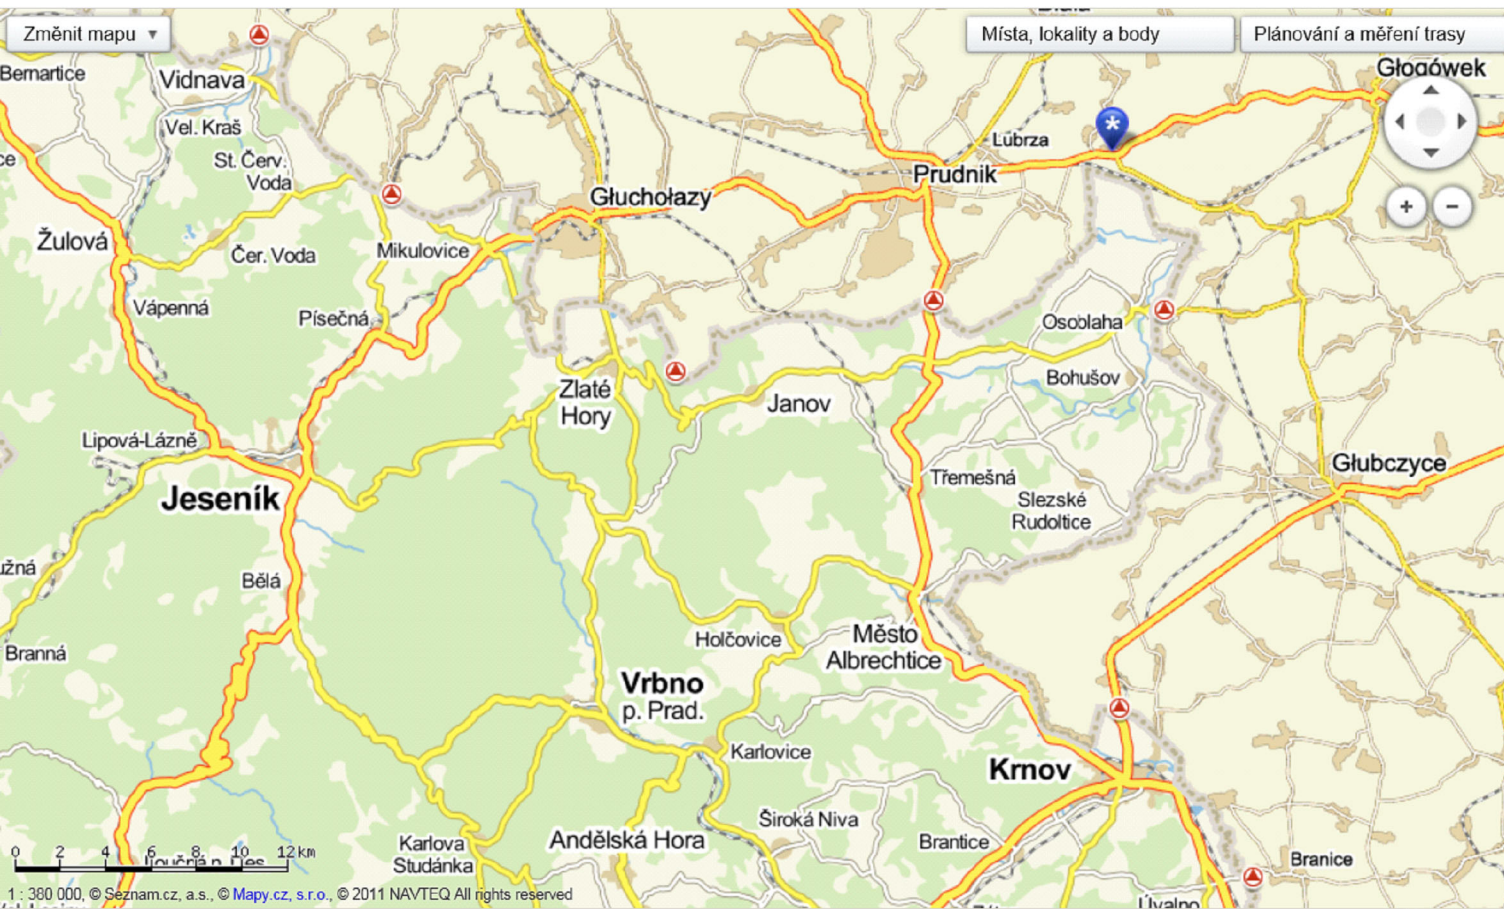 Změnit mapu
Místa, lokality a body
Plánování a měření trasy
Głogówek
Bernartice
Vidnava
Vel. Kraš
Lubrza
St. Červ.
Voda
Prudnik
Głuchołazy
Žulová
Čer. Voda
Mikulovice
Vápenná
Písečná
Osoblaha
Bohušov
Zlaté
Hory
Janov
Lipová-Lázně
Głubczyce
Třemešná
Jeseník
Slezské
Rudoltice
Bělá
Město
Albrechtice
Holčovice
Branná
Vrbno
p. Prad.
Karlovice
Krnov
Široká Niva
Andělská Hora
Brantice
Karlova
Studánka
Branice
0 2 4 6 8 10 12 km
1 : 380 000, © Seznam.cz, a.s., © Mapy.cz, s.r.o., © 2011 NAVTEQ All rights reserved
Úvalno